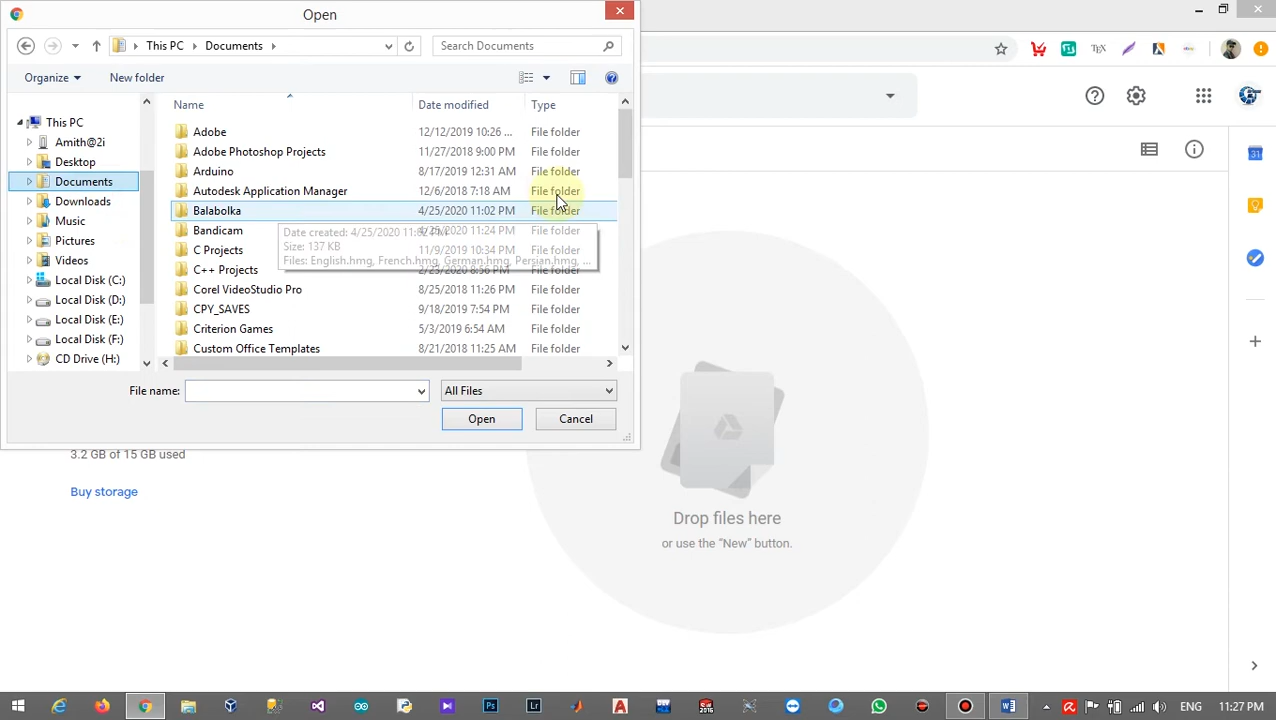 Open
This PC Documents
Search Documents
Organize New folder
Name Date modified Type
This PC
Amith@2i
Desktop
Documents
Downloads
Music
Pictures
Videos
Local Disk (C:)
Local Disk (D:)
Local Disk (E:)
Local Disk (F:)
CD Drive (H:)
Adobe 12/12/2019 10:26 ... File folder
Adobe Photoshop Projects 11/27/2018 9:00 PM File folder
Arduino 8/17/2019 12:31 AM File folder
Autodesk Application Manager 12/6/2018 7:18 AM File folder
Balabolka 4/25/2020 11:02 PM File folder
Bandicam 4/25/2020 11:24 PM File folder
C Projects 11/9/2019 10:34 PM File folder
C++ Projects 2/23/2020 8:56 PM File folder
Corel VideoStudio Pro 8/25/2018 11:26 PM File folder
CPY_SAVES 9/18/2019 7:54 PM File folder
Criterion Games 5/3/2019 6:54 AM File folder
Custom Office Templates 8/21/2018 11:25 AM File folder
Date created: 4/25/2020
Size: 137 KB
Files: English.hmg, French.hmg, German.hmg, Persian.hmg, ...
File name: All Files
Open Cancel
3.2 GB of 15 GB used
Buy storage
Drop files here
or use the “New” button.
TEX
31
Ps
Lr
2016
ENG 11:27 PM